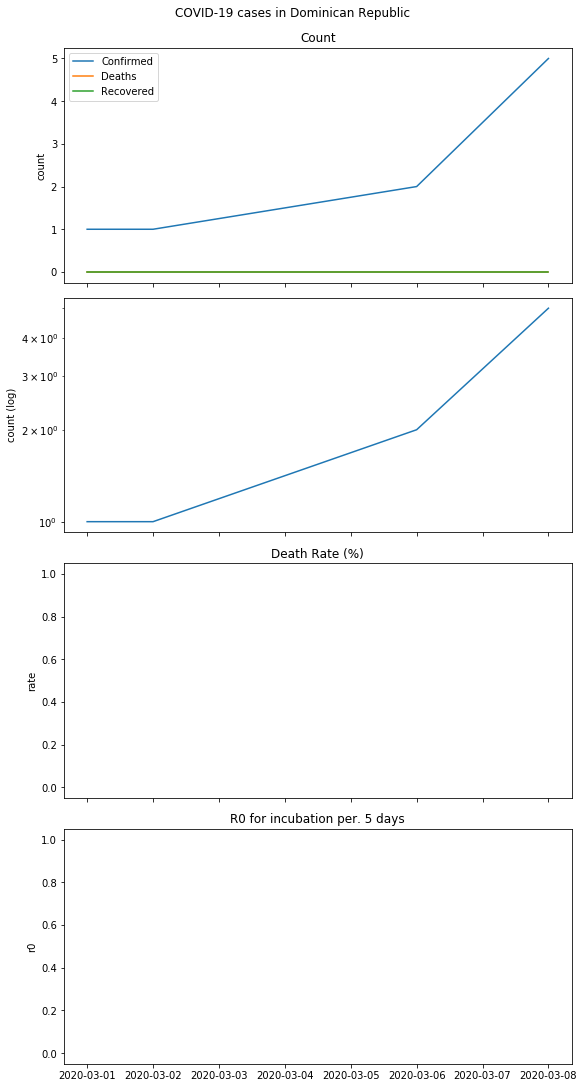 COVID-19 cases in Dominican Republic
Count
5
4
3
2
1
0
count
Confirmed
Deaths
Recovered
4 × 10⁰
3 × 10⁰
2 × 10⁰
10⁰
count (log)
Death Rate (%)
1.0
0.8
0.6
0.4
0.2
0.0
rate
R0 for incubation per. 5 days
1.0
0.8
0.6
0.4
0.2
0.0
r0
2020-03-01 2020-03-02 2020-03-03 2020-03-04 2020-03-05 2020-03-06 2020-03-07 2020-03-08